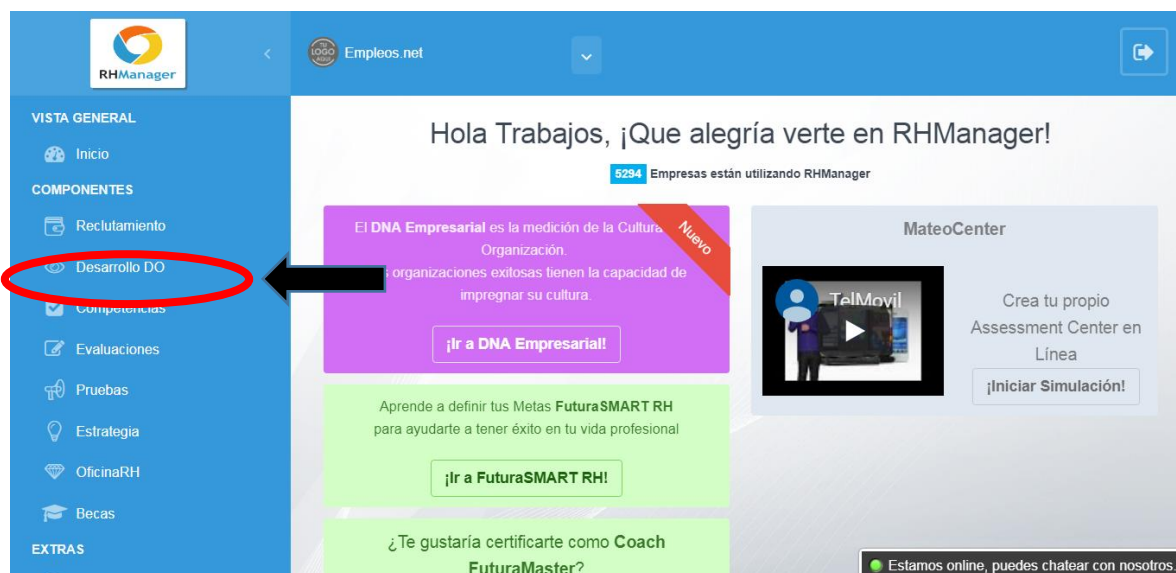 RHManager
TU LOGO AQUI
Empleos.net
VISTA GENERAL
Inicio
COMPONENTES
Reclutamiento
Desarrollo DO
Competencias
Evaluaciones
Pruebas
Estrategia
OficinaRH
Becas
EXTRAS
Hola Trabajos, ¡Que alegría verte en RHManager!
5294 Empresas están utilizando RHManager
El DNA Empresarial es la medición de la Cultura
Organización.
organizaciones exitosas tienen la capacidad de
impregnar su cultura.
Nuevo
¡Ir a DNA Empresarial!
Aprende a definir tus Metas FuturaSMART RH
para ayudarte a tener éxito en tu vida profesional
¡Ir a FuturaSMART RH!
¿Te gustaría certificarte como Coach
FuturaMaster?
MateoCenter
TelMovil
Crea tu propio
Assessment Center en
Línea
¡Iniciar Simulación!
Estamos online, puedes chatear con nosotros